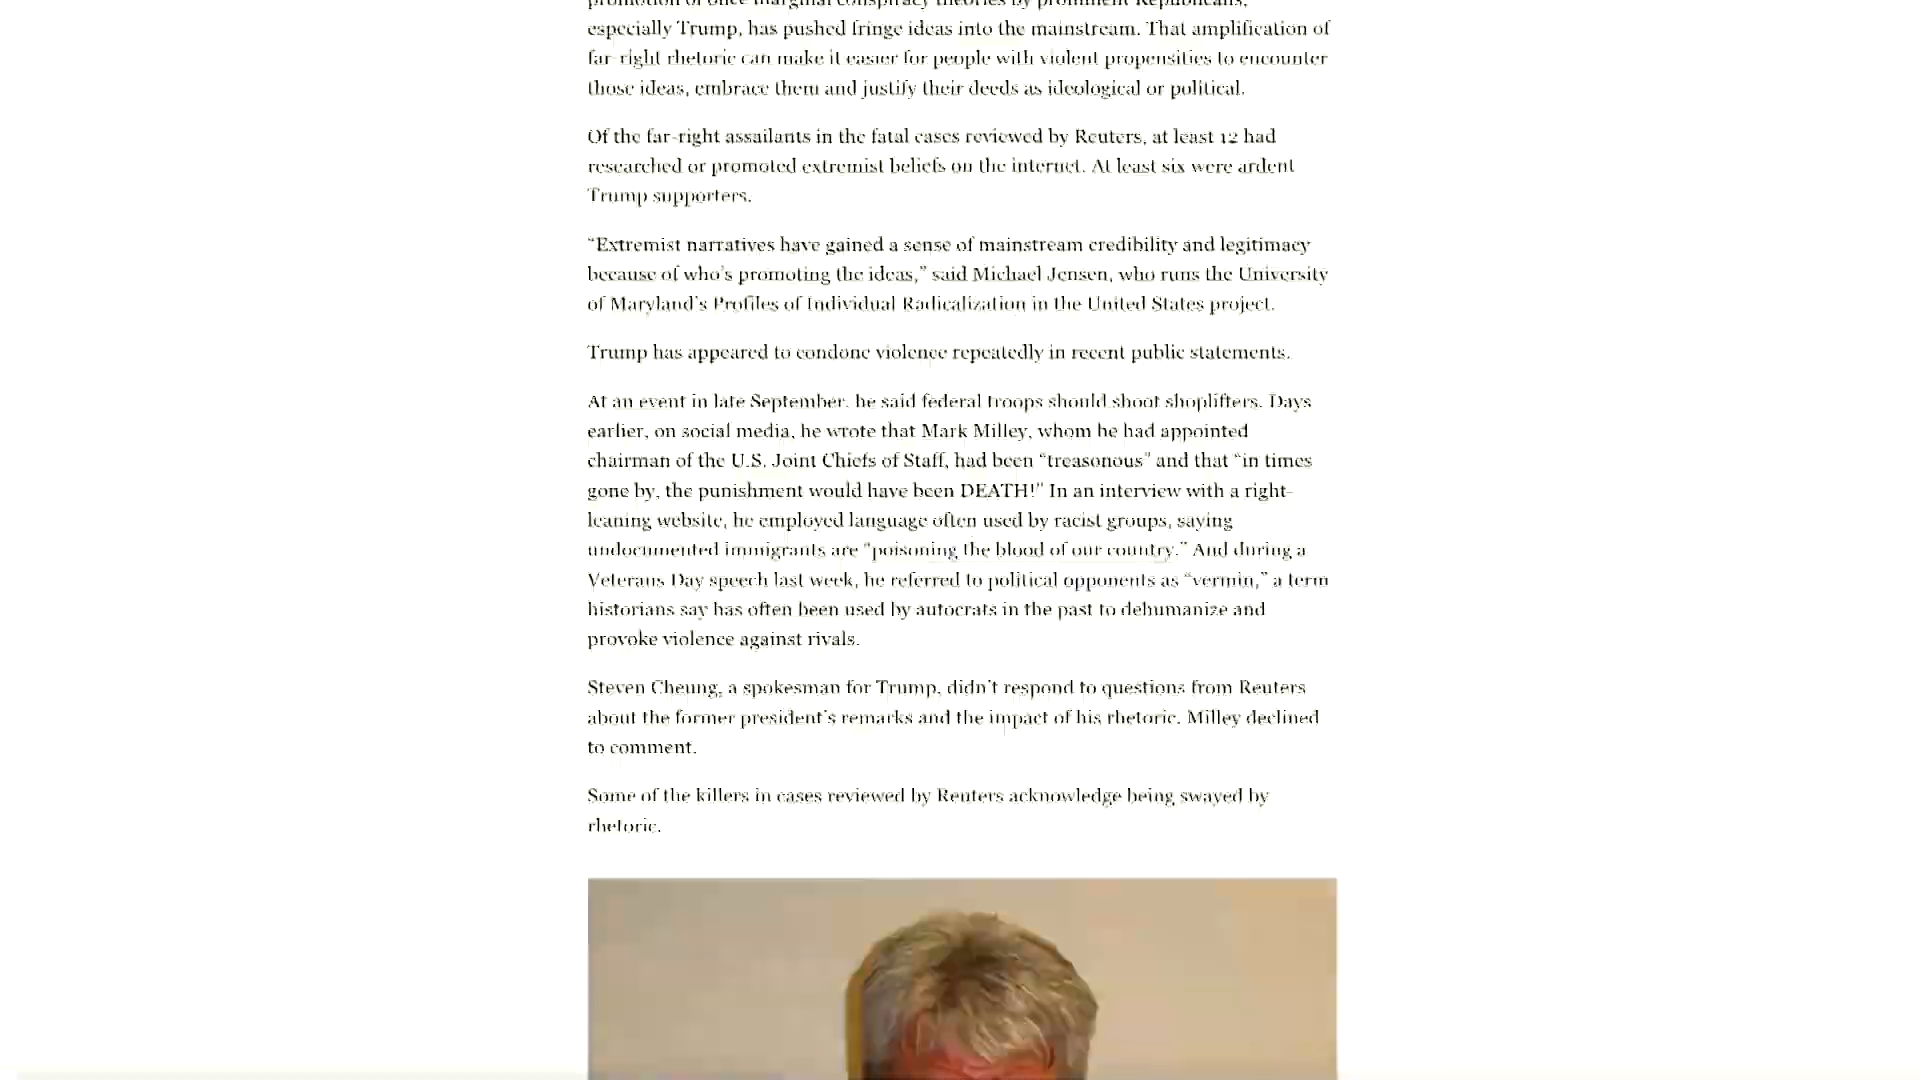 promotion of once marginal conspiracy theories by prominent Republicans,
especially Trump, has pushed fringe ideas into the mainstream. That amplification of
far-right rhetoric can make it easier for people with violent propensities to encounter
those ideas, embrace them and justify their deeds as ideological or political.
Of the far-right assailants in the fatal cases reviewed by Reuters, at least 12 had
researched or promoted extremist beliefs on the internet. At least six were ardent
Trump supporters.
“Extremist narratives have gained a sense of mainstream credibility and legitimacy
because of who’s promoting the ideas,” said Michael Jensen, who runs the University
of Maryland’s Profiles of Individual Radicalization in the United States project.
Trump has appeared to condone violence repeatedly in recent public statements.
At an event in late September, he said federal troops should shoot shoplifters. Days
earlier, on social media, he wrote that Mark Milley, whom he had appointed
chairman of the U.S. Joint Chiefs of Staff, had been “treasonous” and that “in times
gone by, the punishment would have been DEATH!” In an interview with a right-
leaning website, he employed language often used by racist groups, saying
undocumented immigrants are “poisoning the blood of our country.” And during a
Veterans Day speech last week, he referred to political opponents as “vermin,” a term
historians say has often been used by autocrats in the past to dehumanize and
provoke violence against rivals.
Steven Cheung, a spokesman for Trump, didn’t respond to questions from Reuters
about the former president’s remarks and the impact of his rhetoric. Milley declined
to comment.
Some of the killers in cases reviewed by Reuters acknowledge being swayed by
rhetoric.